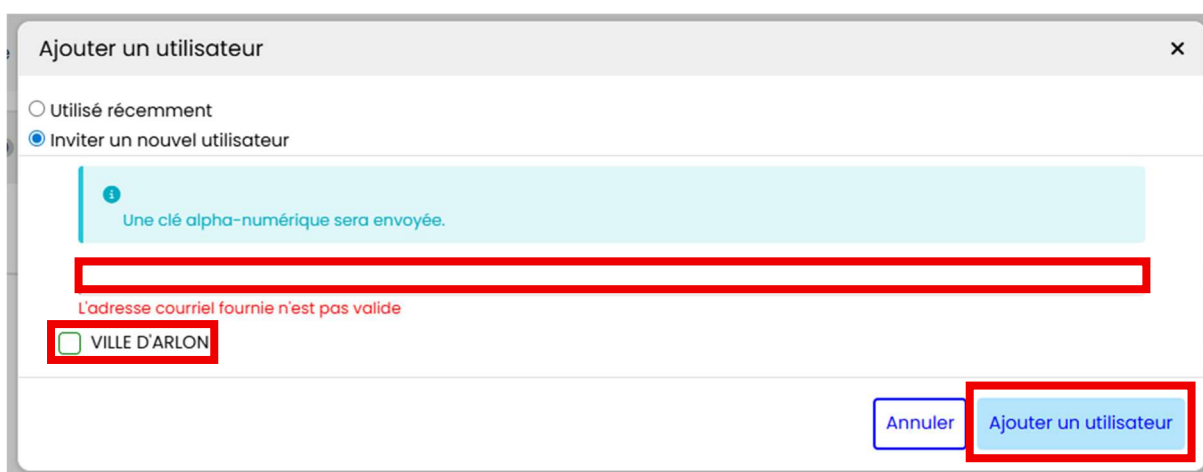 Ajouter un utilisateur
Utilisé récemment
Inviter un nouvel utilisateur
Une clé alpha-numérique sera envoyée.
L'adresse courriel fournie n'est pas valide
VILLE D'ARLON
Annuler
Ajouter un utilisateur